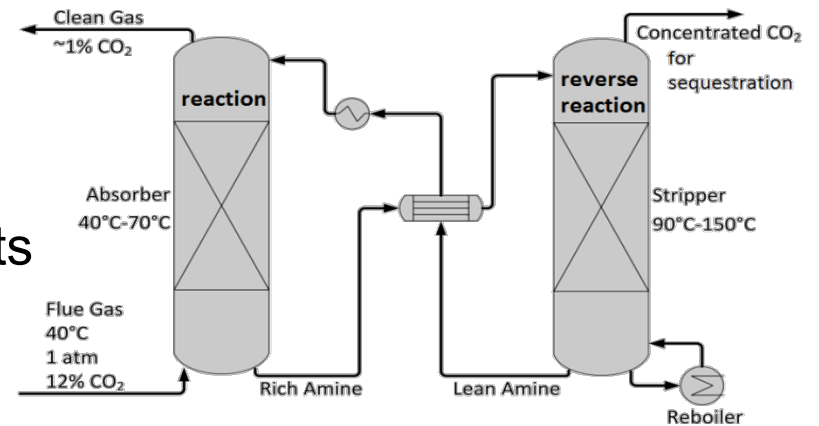 Clean Gas
~1% CO₂
reaction
Absorber
40°C-70°C
ts
Flue Gas
40°C
1 atm
12% CO₂
Rich Amine
Lean Amine
reverse
reaction
Concentrated CO₂
for
sequestration
Stripper
90°C-150°C
Reboiler